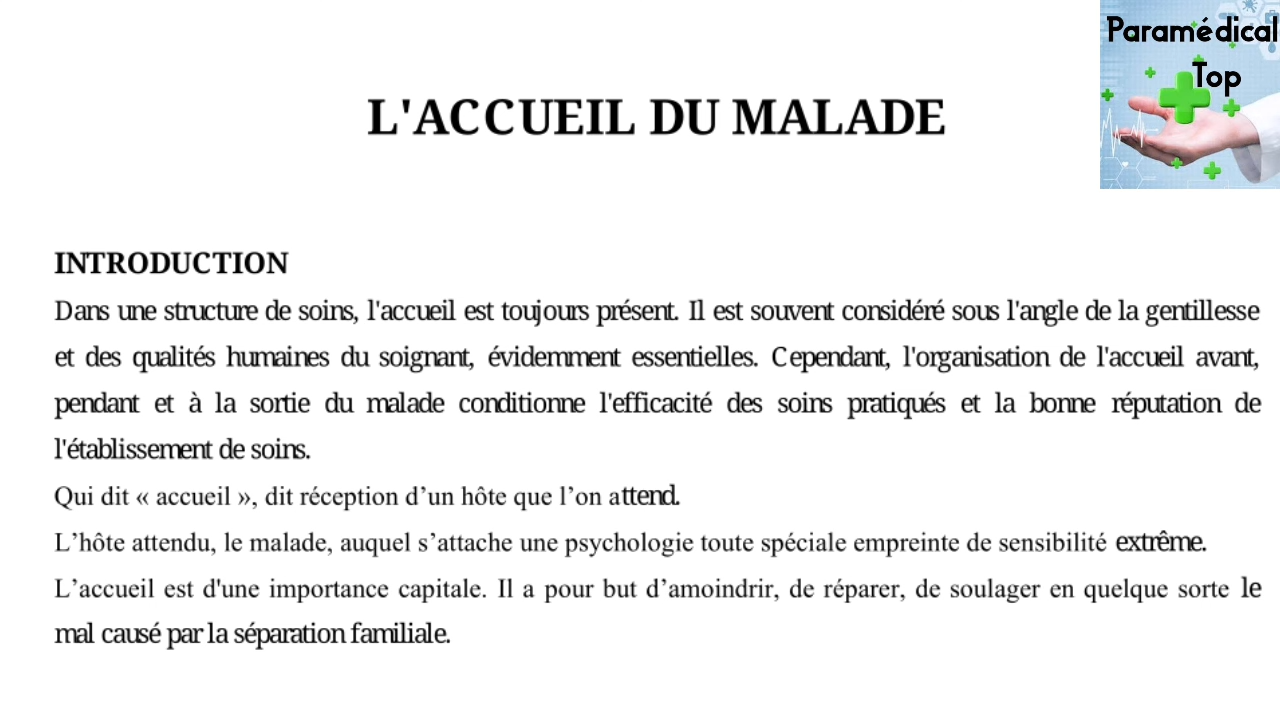 Paramédical
Top
L'ACCUEIL DU MALADE
INTRODUCTION
Dans une structure de soins, l'accueil est toujours présent. Il est souvent considéré sous l'angle de la gentillesse
et des qualités humaines du soignant, évidemment essentielles. Cependant, l'organisation de l'accueil avant,
pendant et à la sortie du malade conditionne l'efficacité des soins pratiqués et la bonne réputation de
l'établissement de soins.
Qui dit « accueil », dit réception d’un hôte que l’on attend.
L’hôte attendu, le malade, auquel s’attache une psychologie toute spéciale empreinte de sensibilité extrême.
L’accueil est d'une importance capitale. Il a pour but d’amoindrir, de réparer, de soulager en quelque sorte le
mal causé par la séparation familiale.